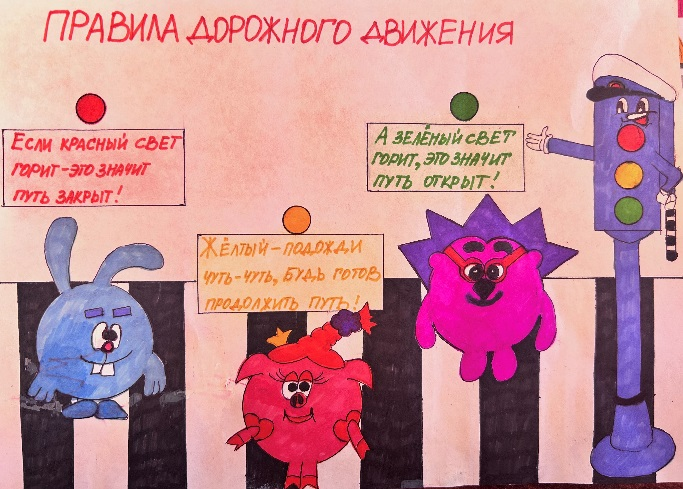 ПРАВИЛА ДОРОЖНОГО ДВИЖЕНИЯ
ЕСЛИ КРАСНЫЙ СВЕТ
ГОРИТ-ЭТО ЗНАЧИТ
ПУТЬ ЗАКРЫТ!
ЖЁЛТЫЙ-ПОДОЖДИ
ЧУТЬ-ЧУТЬ, БУДЬ ГОТОВ
ПРОДОЛЖИТЬ ПУТЬ!
А ЗЕЛЁНЫЙ СВЕТ
ГОРИТ, ЭТО ЗНАЧИТ
ПУТЬ ОТКРЫТ!